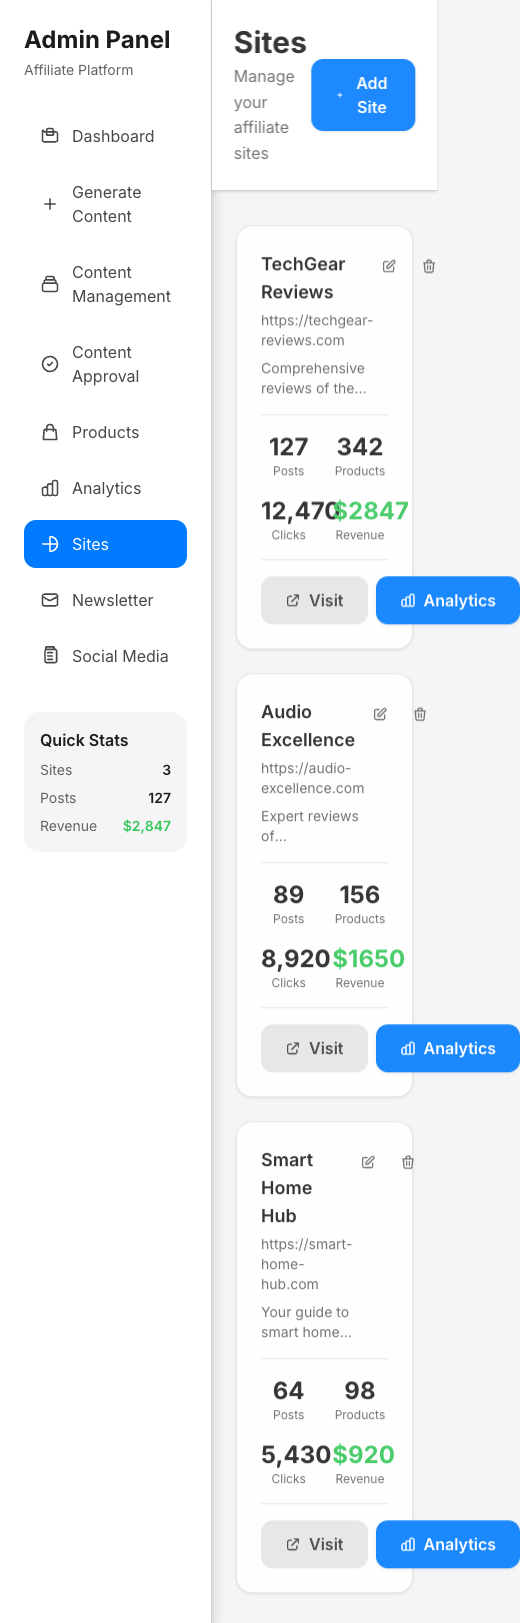 Admin Panel
Affiliate Platform
Dashboard
Generate
Content
Content
Management
Content
Approval
Products
Analytics
Sites
Newsletter
Social Media
Quick Stats
Sites 3
Posts 127
Revenue $2,847
Sites
Manage
your
affiliate
sites
Add
Site
TechGear
Reviews
https://techgear-
reviews.com
Comprehensive
reviews of the...
127 342
Posts Products
12,470 $2847
Clicks Revenue
Visit Analytics
Audio
Excellence
https://audio-
excellence.com
Expert reviews
of...
89 156
Posts Products
8,920 $1650
Clicks Revenue
Visit Analytics
Smart
Home
Hub
https://smart-
home-
hub.com
Your guide to
smart home...
64 98
Posts Products
5,430 $920
Clicks Revenue
Visit Analytics